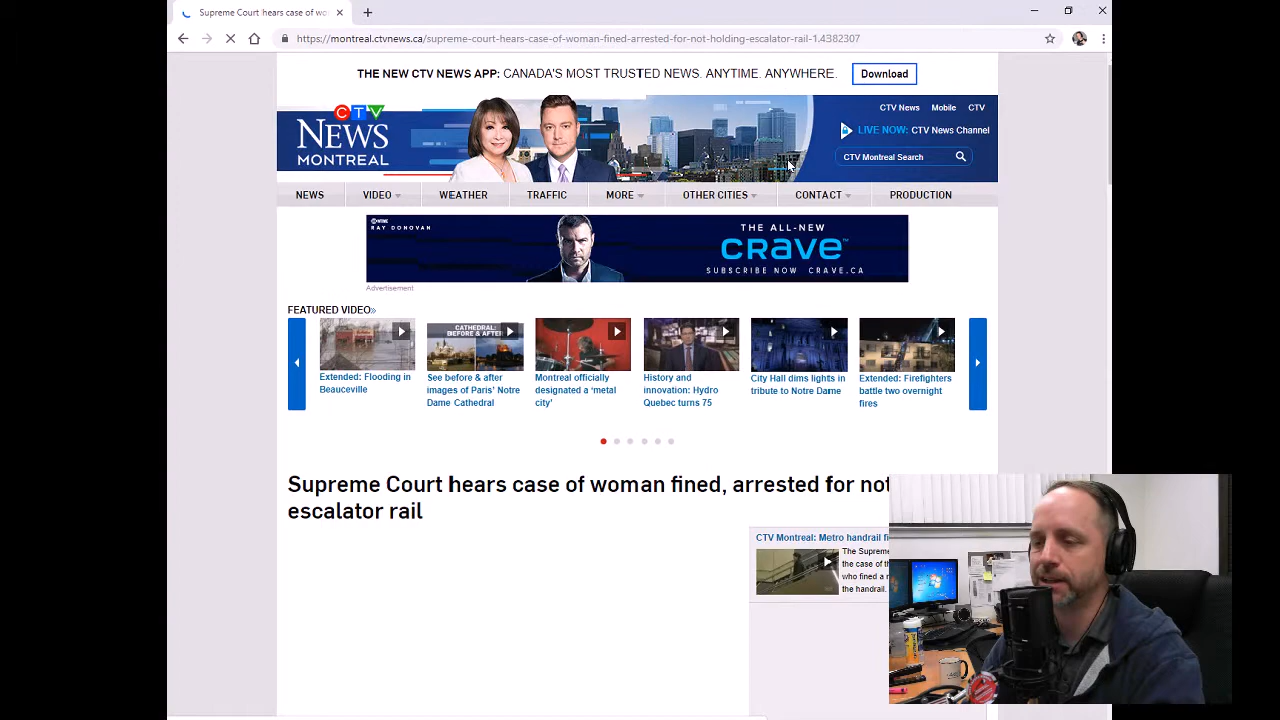 Supreme Court hears case of wo
https://montreal.ctvnews.ca/supreme-court-hears-case-of-woman-fined-arrested-for-not-holding-escalator-rail-1.4382307
THE NEW CTV NEWS APP: CANADA'S MOST TRUSTED NEWS. ANYTIME. ANYWHERE.
Download
CTV
NEWS
MONTREAL
CTV News Mobile CTV
LIVE NOW: CTV News Channel
CTV Montreal Search
NEWS VIDEO WEATHER TRAFFIC MORE OTHER CITIES CONTACT PRODUCTION
SHOWTIME
RAY DONOVAN
THE ALL-NEW
CRAVE™
SUBSCRIBE NOW CRAVE.CA
Advertisement
FEATURED VIDEO»
CATHEDRAL:
BEFORE & AFTER
Extended: Flooding in
Beauceville
See before & after
images of Paris' Notre
Dame Cathedral
Montreal officially
designated a 'metal
city'
History and
innovation: Hydro
Quebec turns 75
City Hall dims lights in
tribute to Notre Dame
Extended: Firefighters
battle two overnight
fires
Supreme Court hears case of woman fined, arrested for not
escalator rail
CTV Montreal: Metro handrail fi
The Supreme
the case of th
who fined a
the handrail.